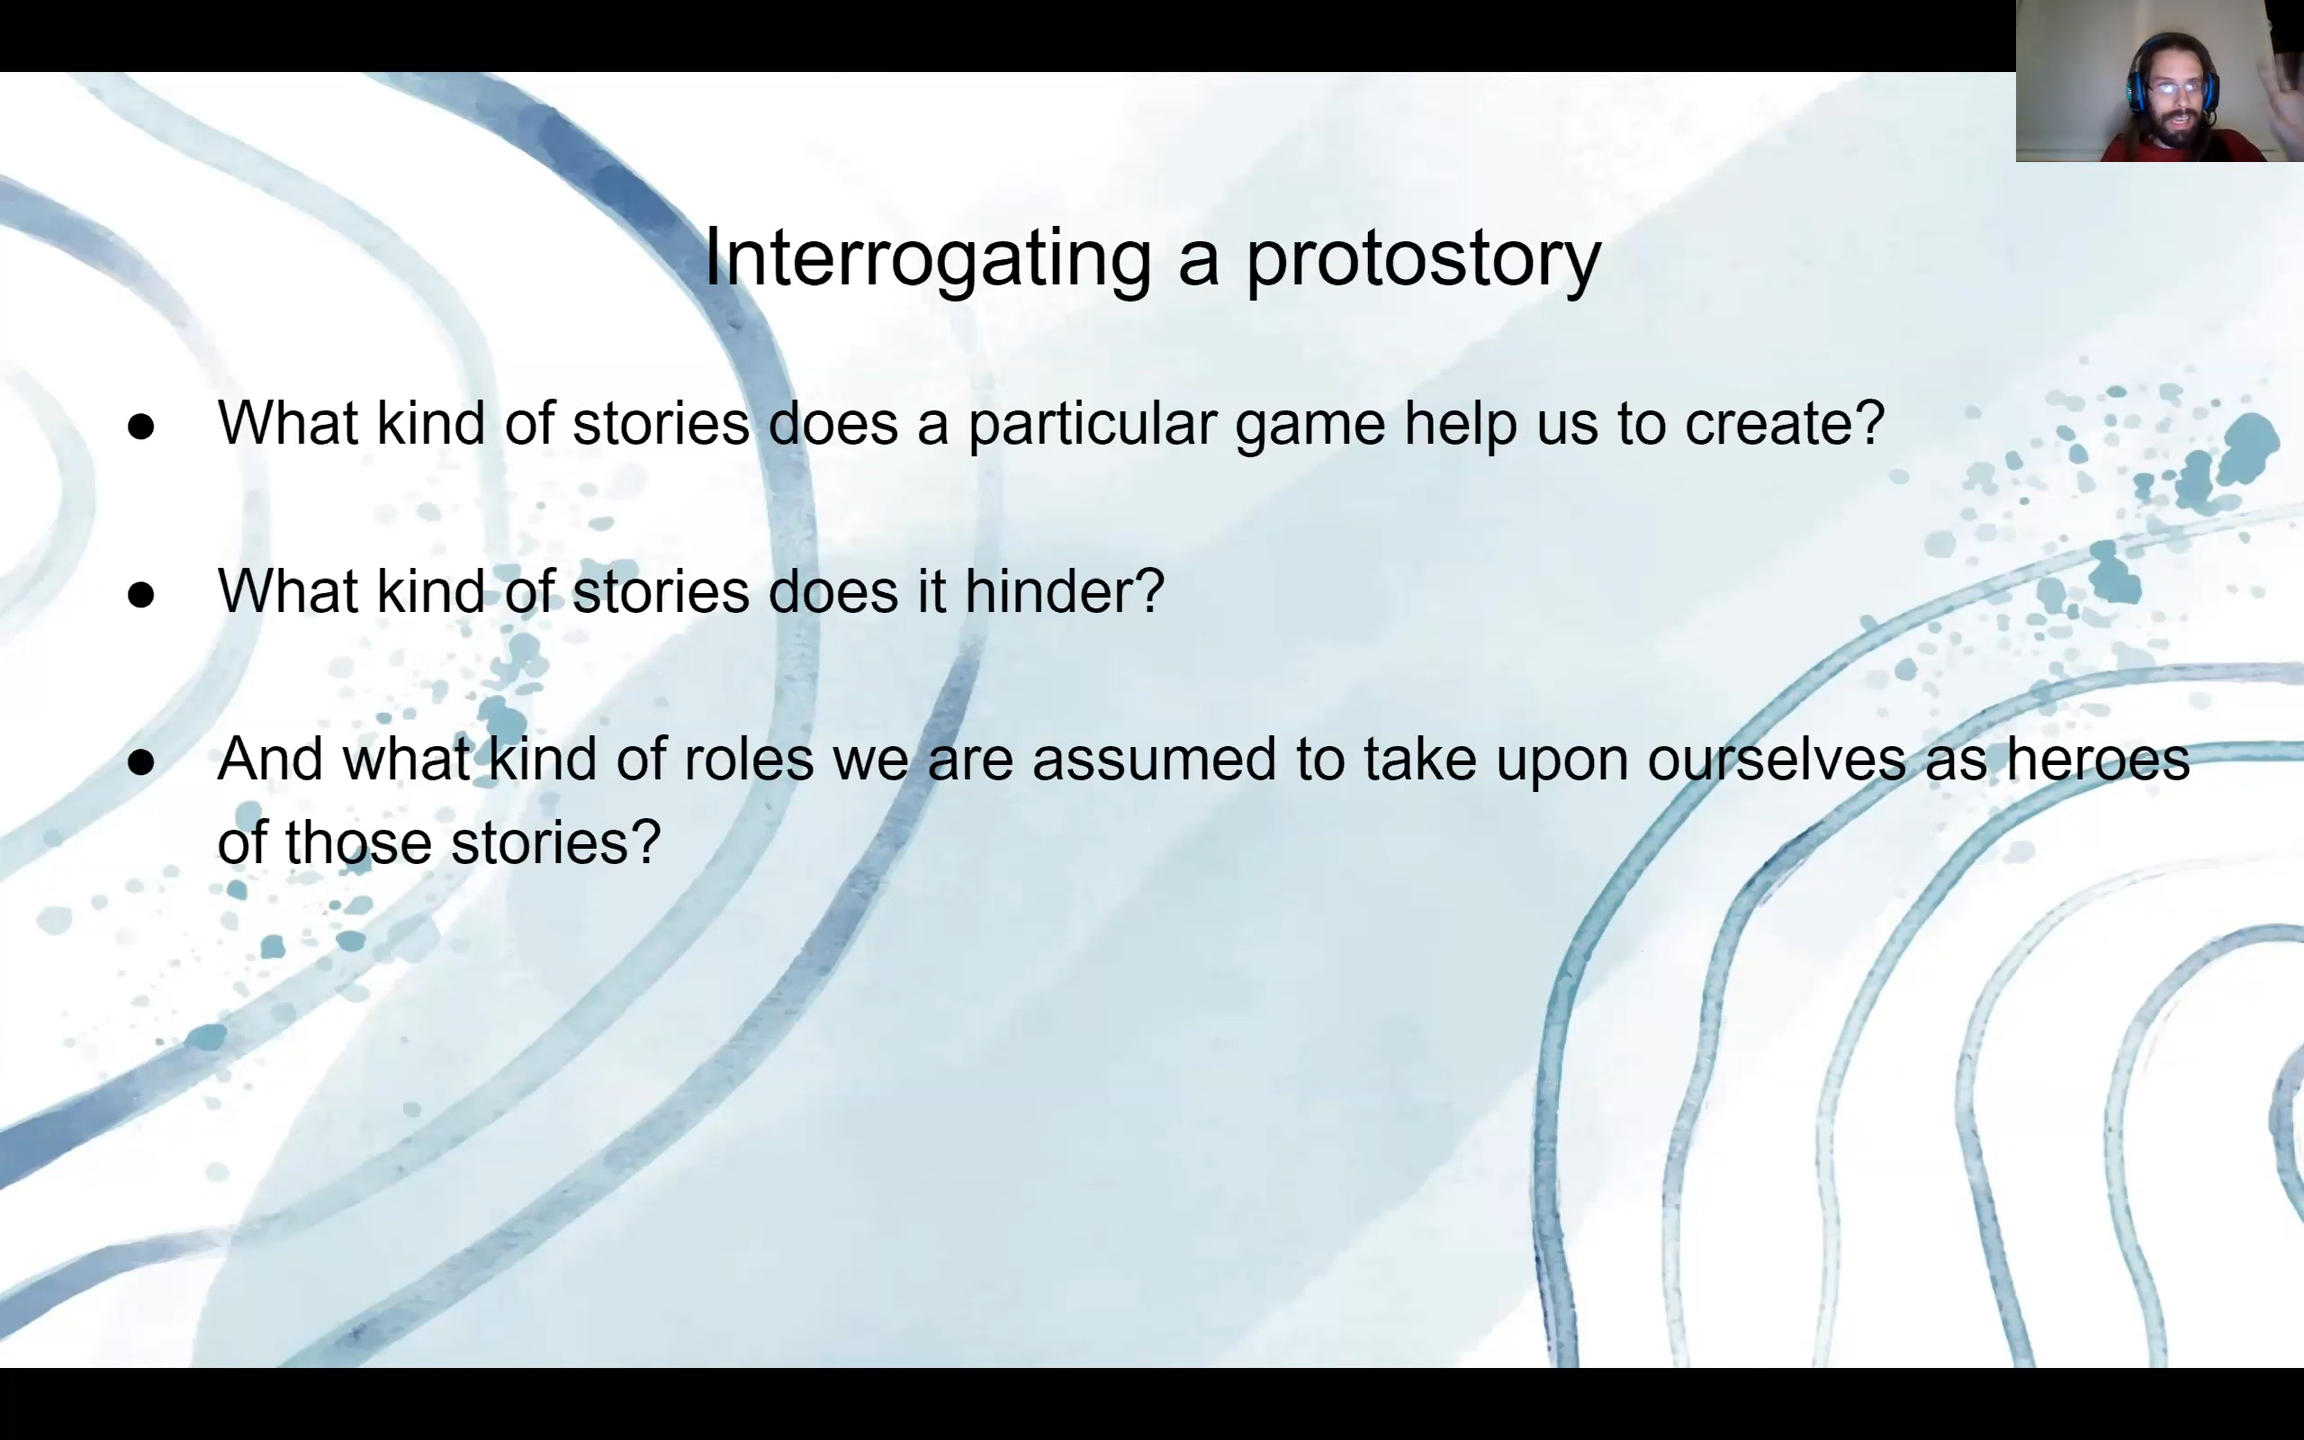 Interrogating a protostory
● What kind of stories does a particular game help us to create?
● What kind of stories does it hinder?
● And what kind of roles we are assumed to take upon ourselves as heroes
of those stories?